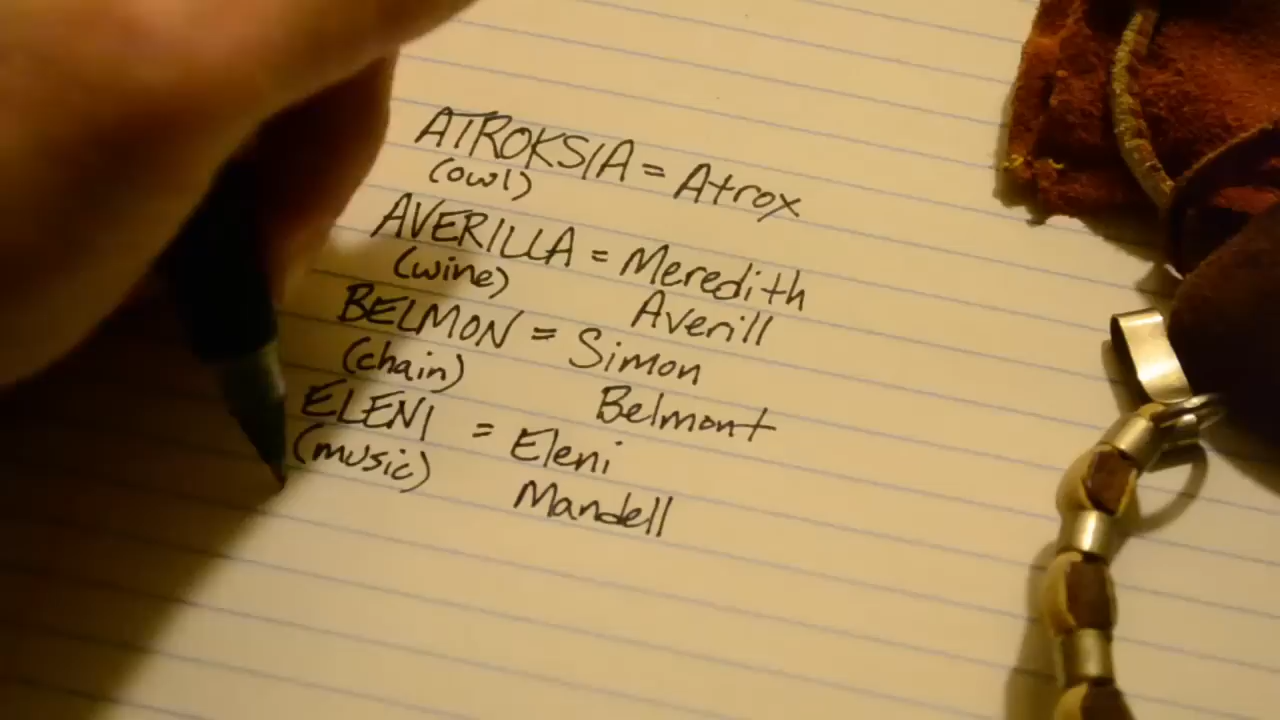 ATROKSIA = Atrox
(owl)
AVERILLA = Meredith
(wine) Averill
BELMON = Simon
(chain) Belmont
ELENI = Eleni
(music) Mandell